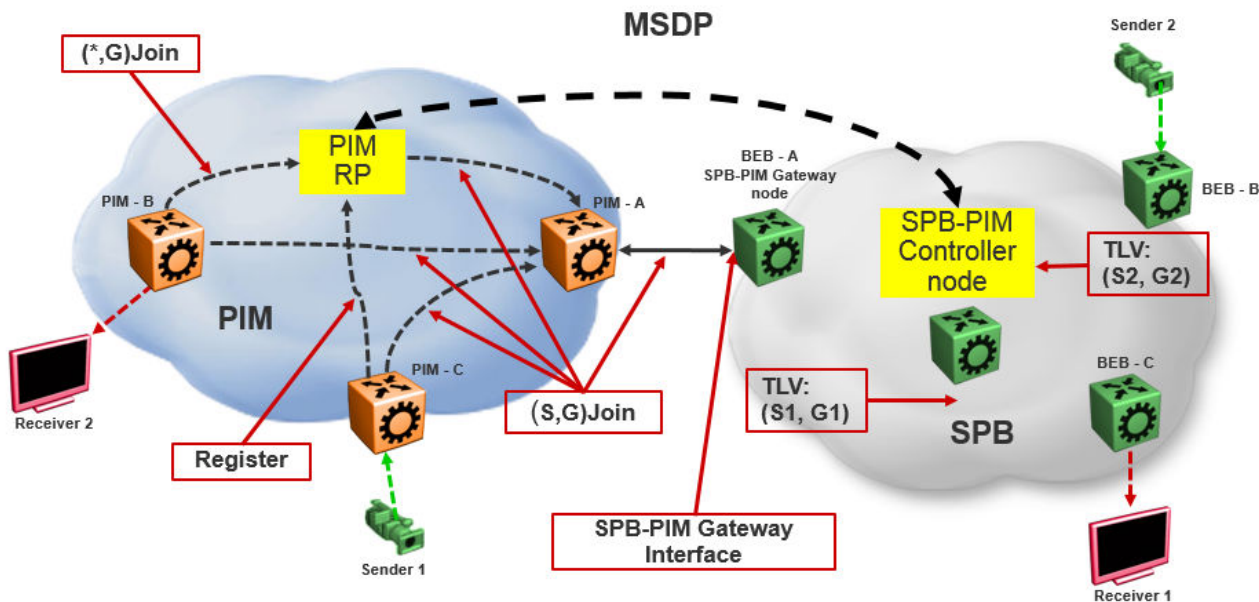 MSDP
Sender 2
(*,G)Join
PIM
RP
BEB - A
SPB-PIM Gateway
node
PIM - B
PIM - A
BEB - B
SPB-PIM
Controller
node
TLV:
(S2, G2)
PIM
PIM - C
BEB - C
TLV:
(S1, G1)
(S,G)Join
SPB
Receiver 2
Register
SPB-PIM Gateway
Interface
Sender 1
Receiver 1